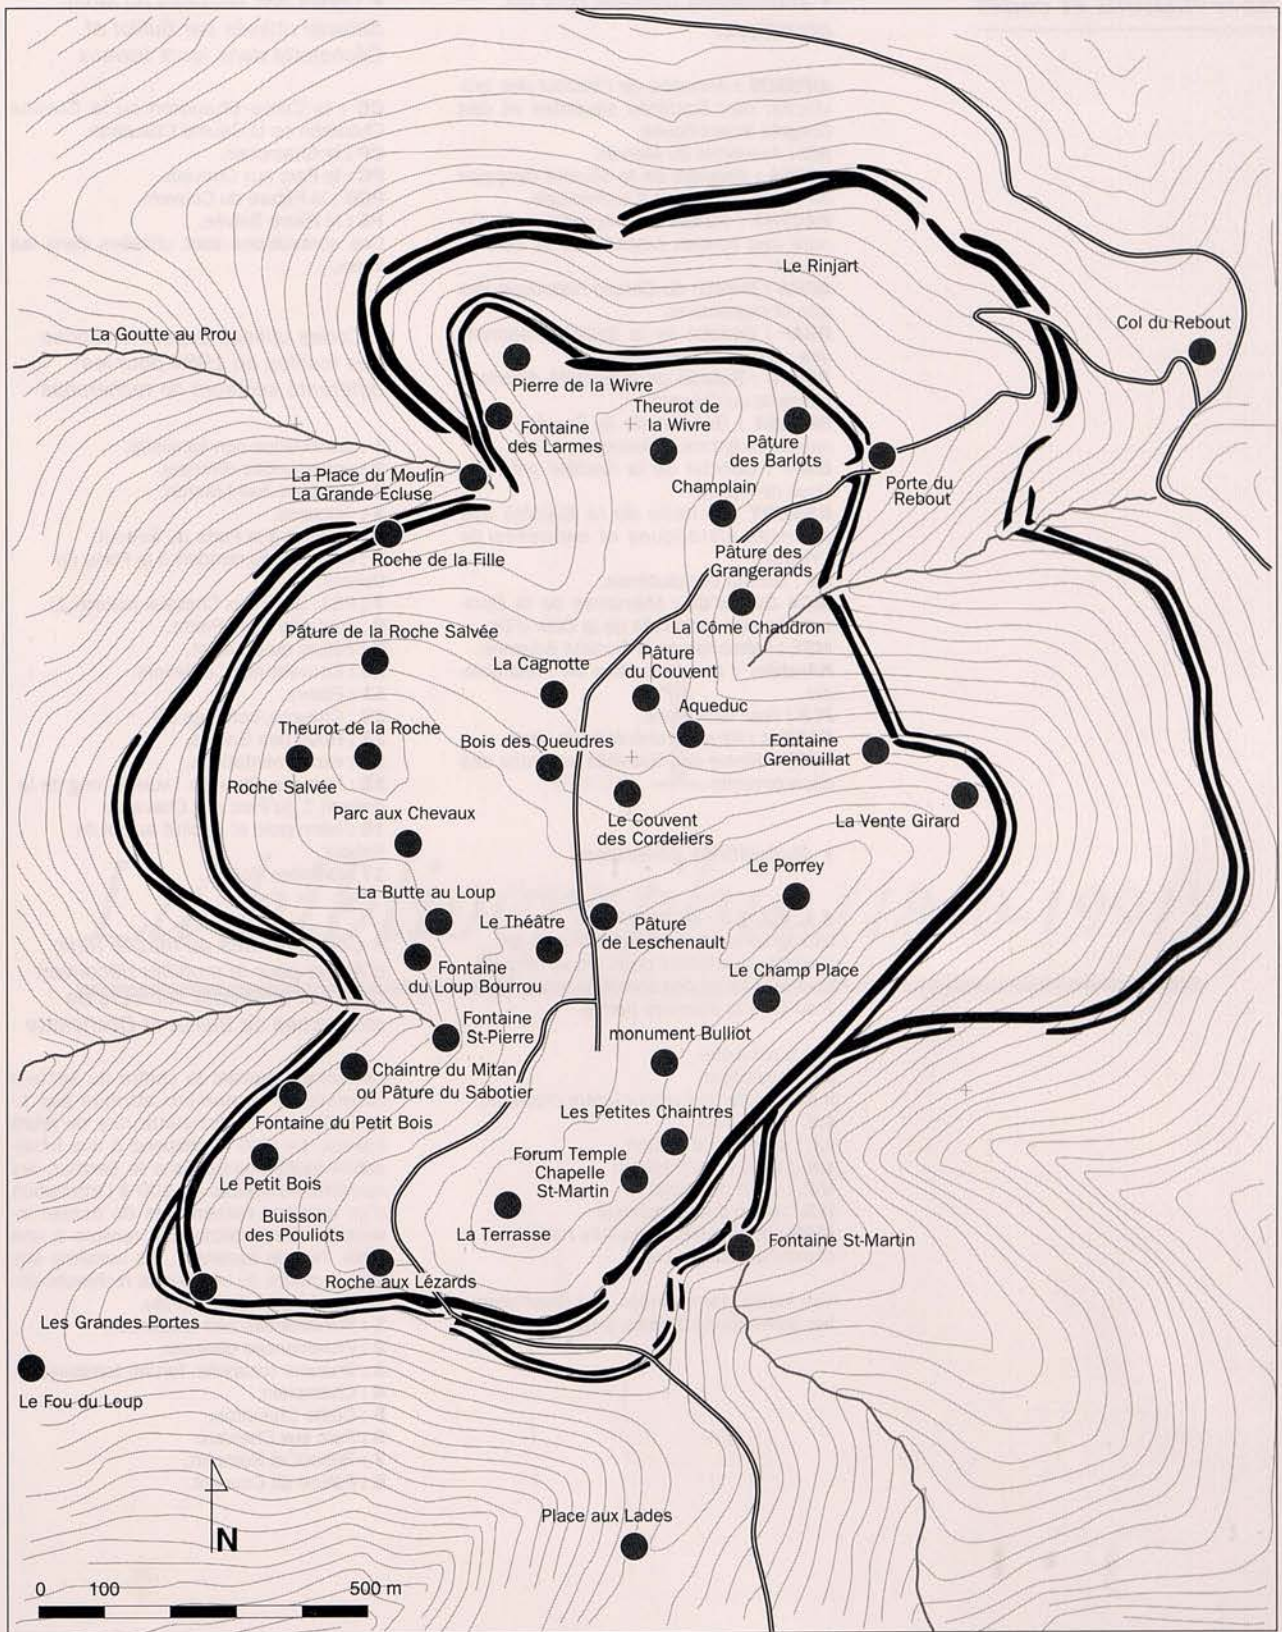 Le Rinjart
La Goutte au Prou
Col du Rebout
Pierre de la Wivre
Theurot de
la Wivre
Fontaine
des Larmes
Pâture
des Barlots
La Place du Moulin
La Grande Ecluse
Champlain
Porte du
Rebout
Roche de la Fille
Pâture des
Grangerands
La Côme Chaudron
Pâture de la Roche Salvée
La Cagnotte
Pâture
du Couvent
Aqueduc
Theurot de la Roche
Bois des Queudres
Fontaine
Grenouillat
Roche Salvée
Parc aux Chevaux
Le Couvent
des Cordeliers
La Vente Girard
Le Porrey
La Butte au Loup
Le Théâtre
Pâture
de Leschenault
Fontaine
du Loup Bourrou
Le Champ Place
Fontaine
St-Pierre
monument Bulliot
Chaintre du Mitan
ou Pâture du Sabotier
Les Petites Chaintres
Fontaine du Petit Bois
Forum Temple
Chapelle
St-Martin
Le Petit Bois
Buisson
des Pouliots
La Terrasse
Fontaine St-Martin
Roche aux Lézards
Les Grandes Portes
Le Fou du Loup
Place aux Lades
N
0 100 500 m